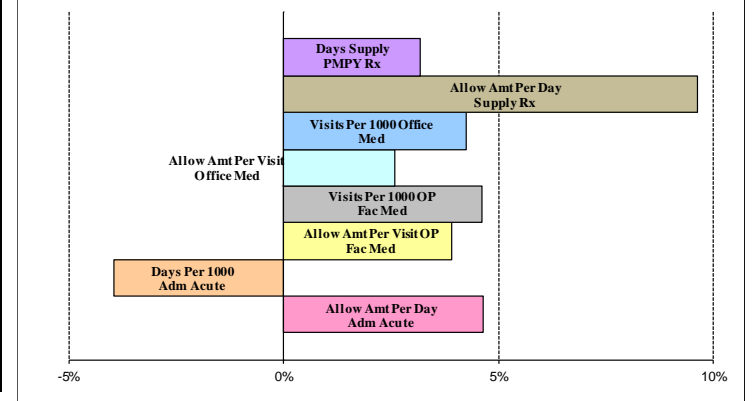 Days Supply
PMPY Rx
Allow Amt Per Day
Supply Rx
Visits Per 1000 Office
Med
Allow Amt Per Visit
Office Med
Visits Per 1000 OP
Fac Med
Allow Amt Per Visit OP
Fac Med
Days Per 1000
Adm Acute
Allow Amt Per Day
Adm Acute
-5% 0% 5% 10%